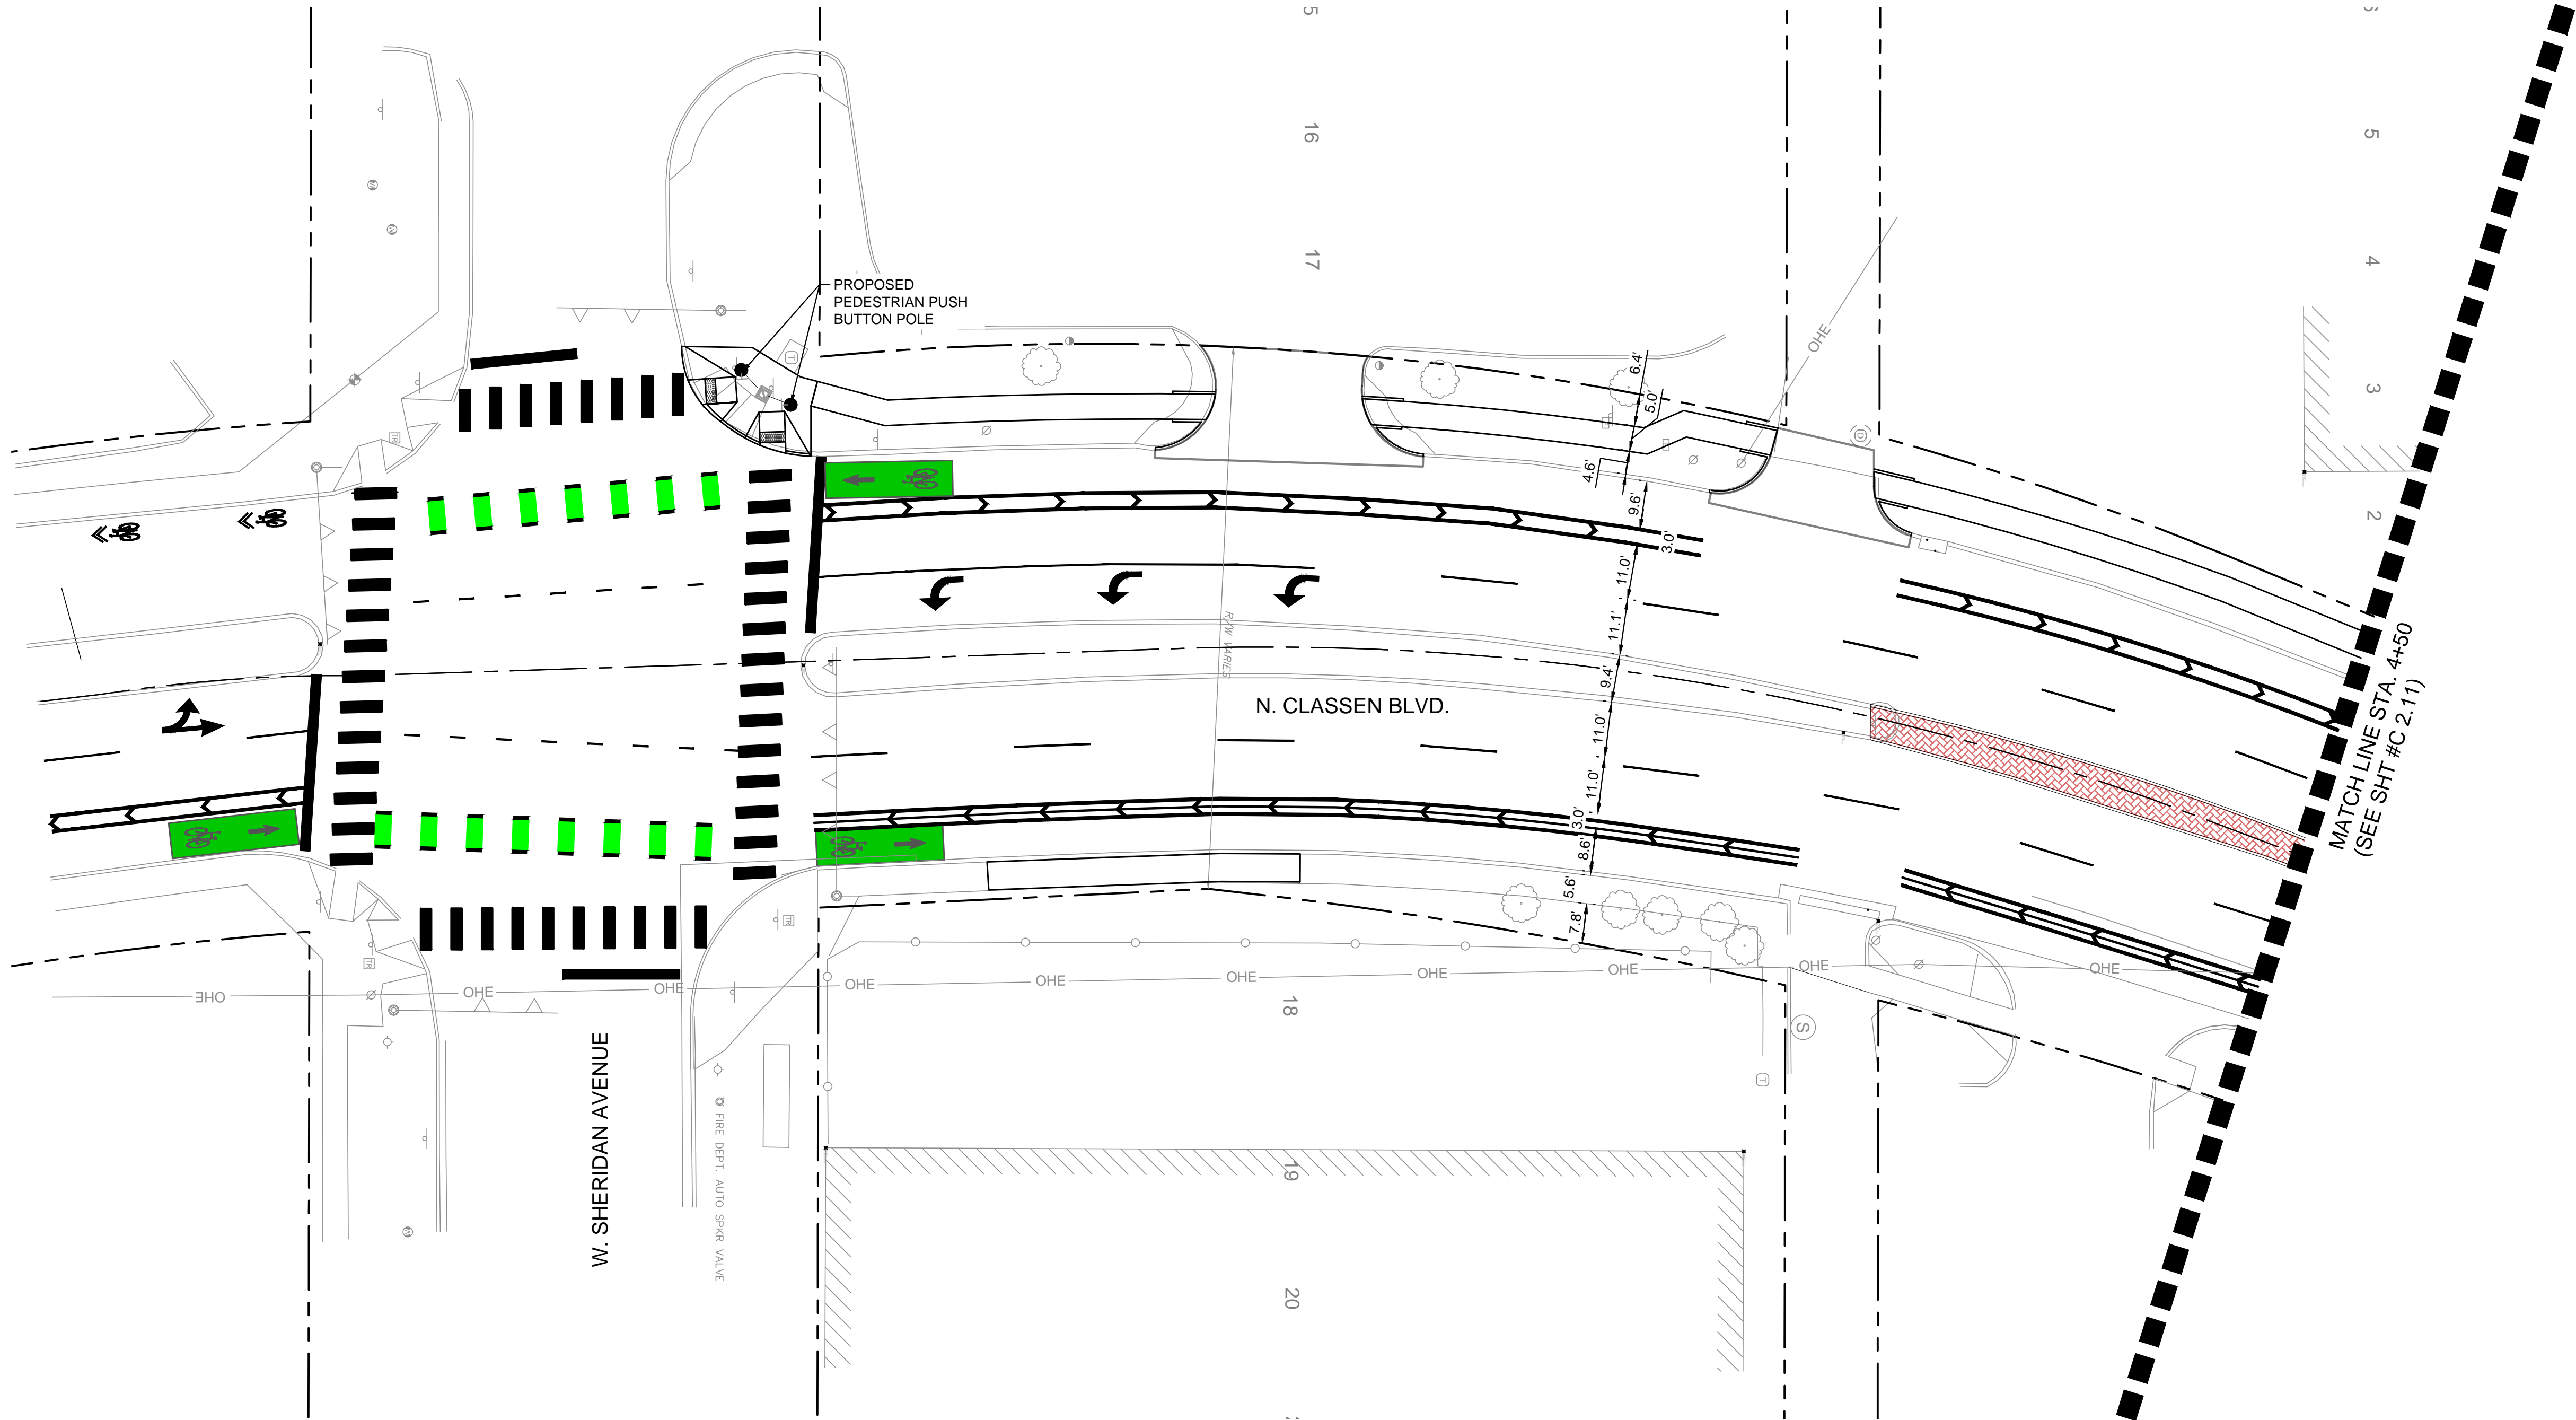 16
17
5
4
3
2
PROPOSED
PEDESTRIAN PUSH
BUTTON POLE
T
OHE
D
TR
6.4'
5.0'
4.6'
9.6'
3.0'
11.0'
11.1'
9.4'
11.0'
11.0'
3.0'
8.6'
5.6'
7.8'
R/W VARIES
N. CLASSEN BLVD.
MATCH LINE STA. 4+50
(SEE SHT #C 2.11)
TR
TR
OHE
OHE
OHE
OHE
OHE
OHE
OHE
OHE
OHE
OHE
S
T
W. SHERIDAN AVENUE
FIRE DEPT. AUTO SPKR VALVE
18
19
20